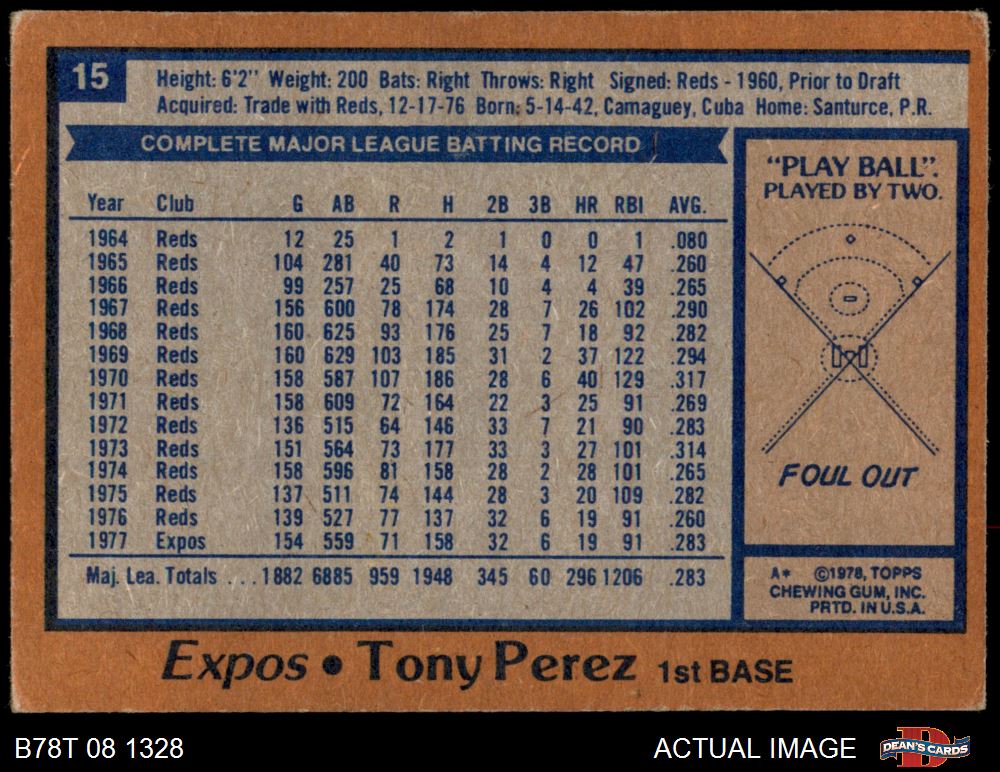 15
Height: 6'2" Weight: 200 Bats: Right Throws: Right Signed: Reds - 1960, Prior to Draft
Acquired: Trade with Reds, 12-17-76 Born: 5-14-42, Camaguey, Cuba Home: Santurce, P.R.
COMPLETE MAJOR LEAGUE BATTING RECORD
Year Club G AB R H 2B 3B HR RBI AVG.
1964 Reds 12 25 1 2 1 0 0 1 .080
1965 Reds 104 281 40 73 14 4 12 47 .260
1966 Reds 99 257 25 68 10 4 4 39 .265
1967 Reds 156 600 78 174 28 7 26 102 .290
1968 Reds 160 625 93 176 25 7 18 92 .282
1969 Reds 160 629 103 185 31 2 37 122 .294
1970 Reds 158 587 107 186 28 6 40 129 .317
1971 Reds 158 609 72 164 22 3 25 91 .269
1972 Reds 136 515 64 146 33 7 21 90 .283
1973 Reds 151 564 73 177 33 3 27 101 .314
1974 Reds 158 596 81 158 28 2 28 101 .265
1975 Reds 137 511 74 144 28 3 20 109 .282
1976 Reds 139 527 77 137 32 6 19 91 .260
1977 Expos 154 559 71 158 32 6 19 91 .283
Maj. Lea. Totals ... 1882 6885 959 1948 345 60 296 1206 .283
"PLAY BALL".
PLAYED BY TWO.
FOUL OUT
A* ©1978, TOPPS
CHEWING GUM, INC.
PRTD. IN U.S.A.
Expos • Tony Perez 1st BASE
B78T 08 1328
ACTUAL IMAGE
DEAN'S CARDS